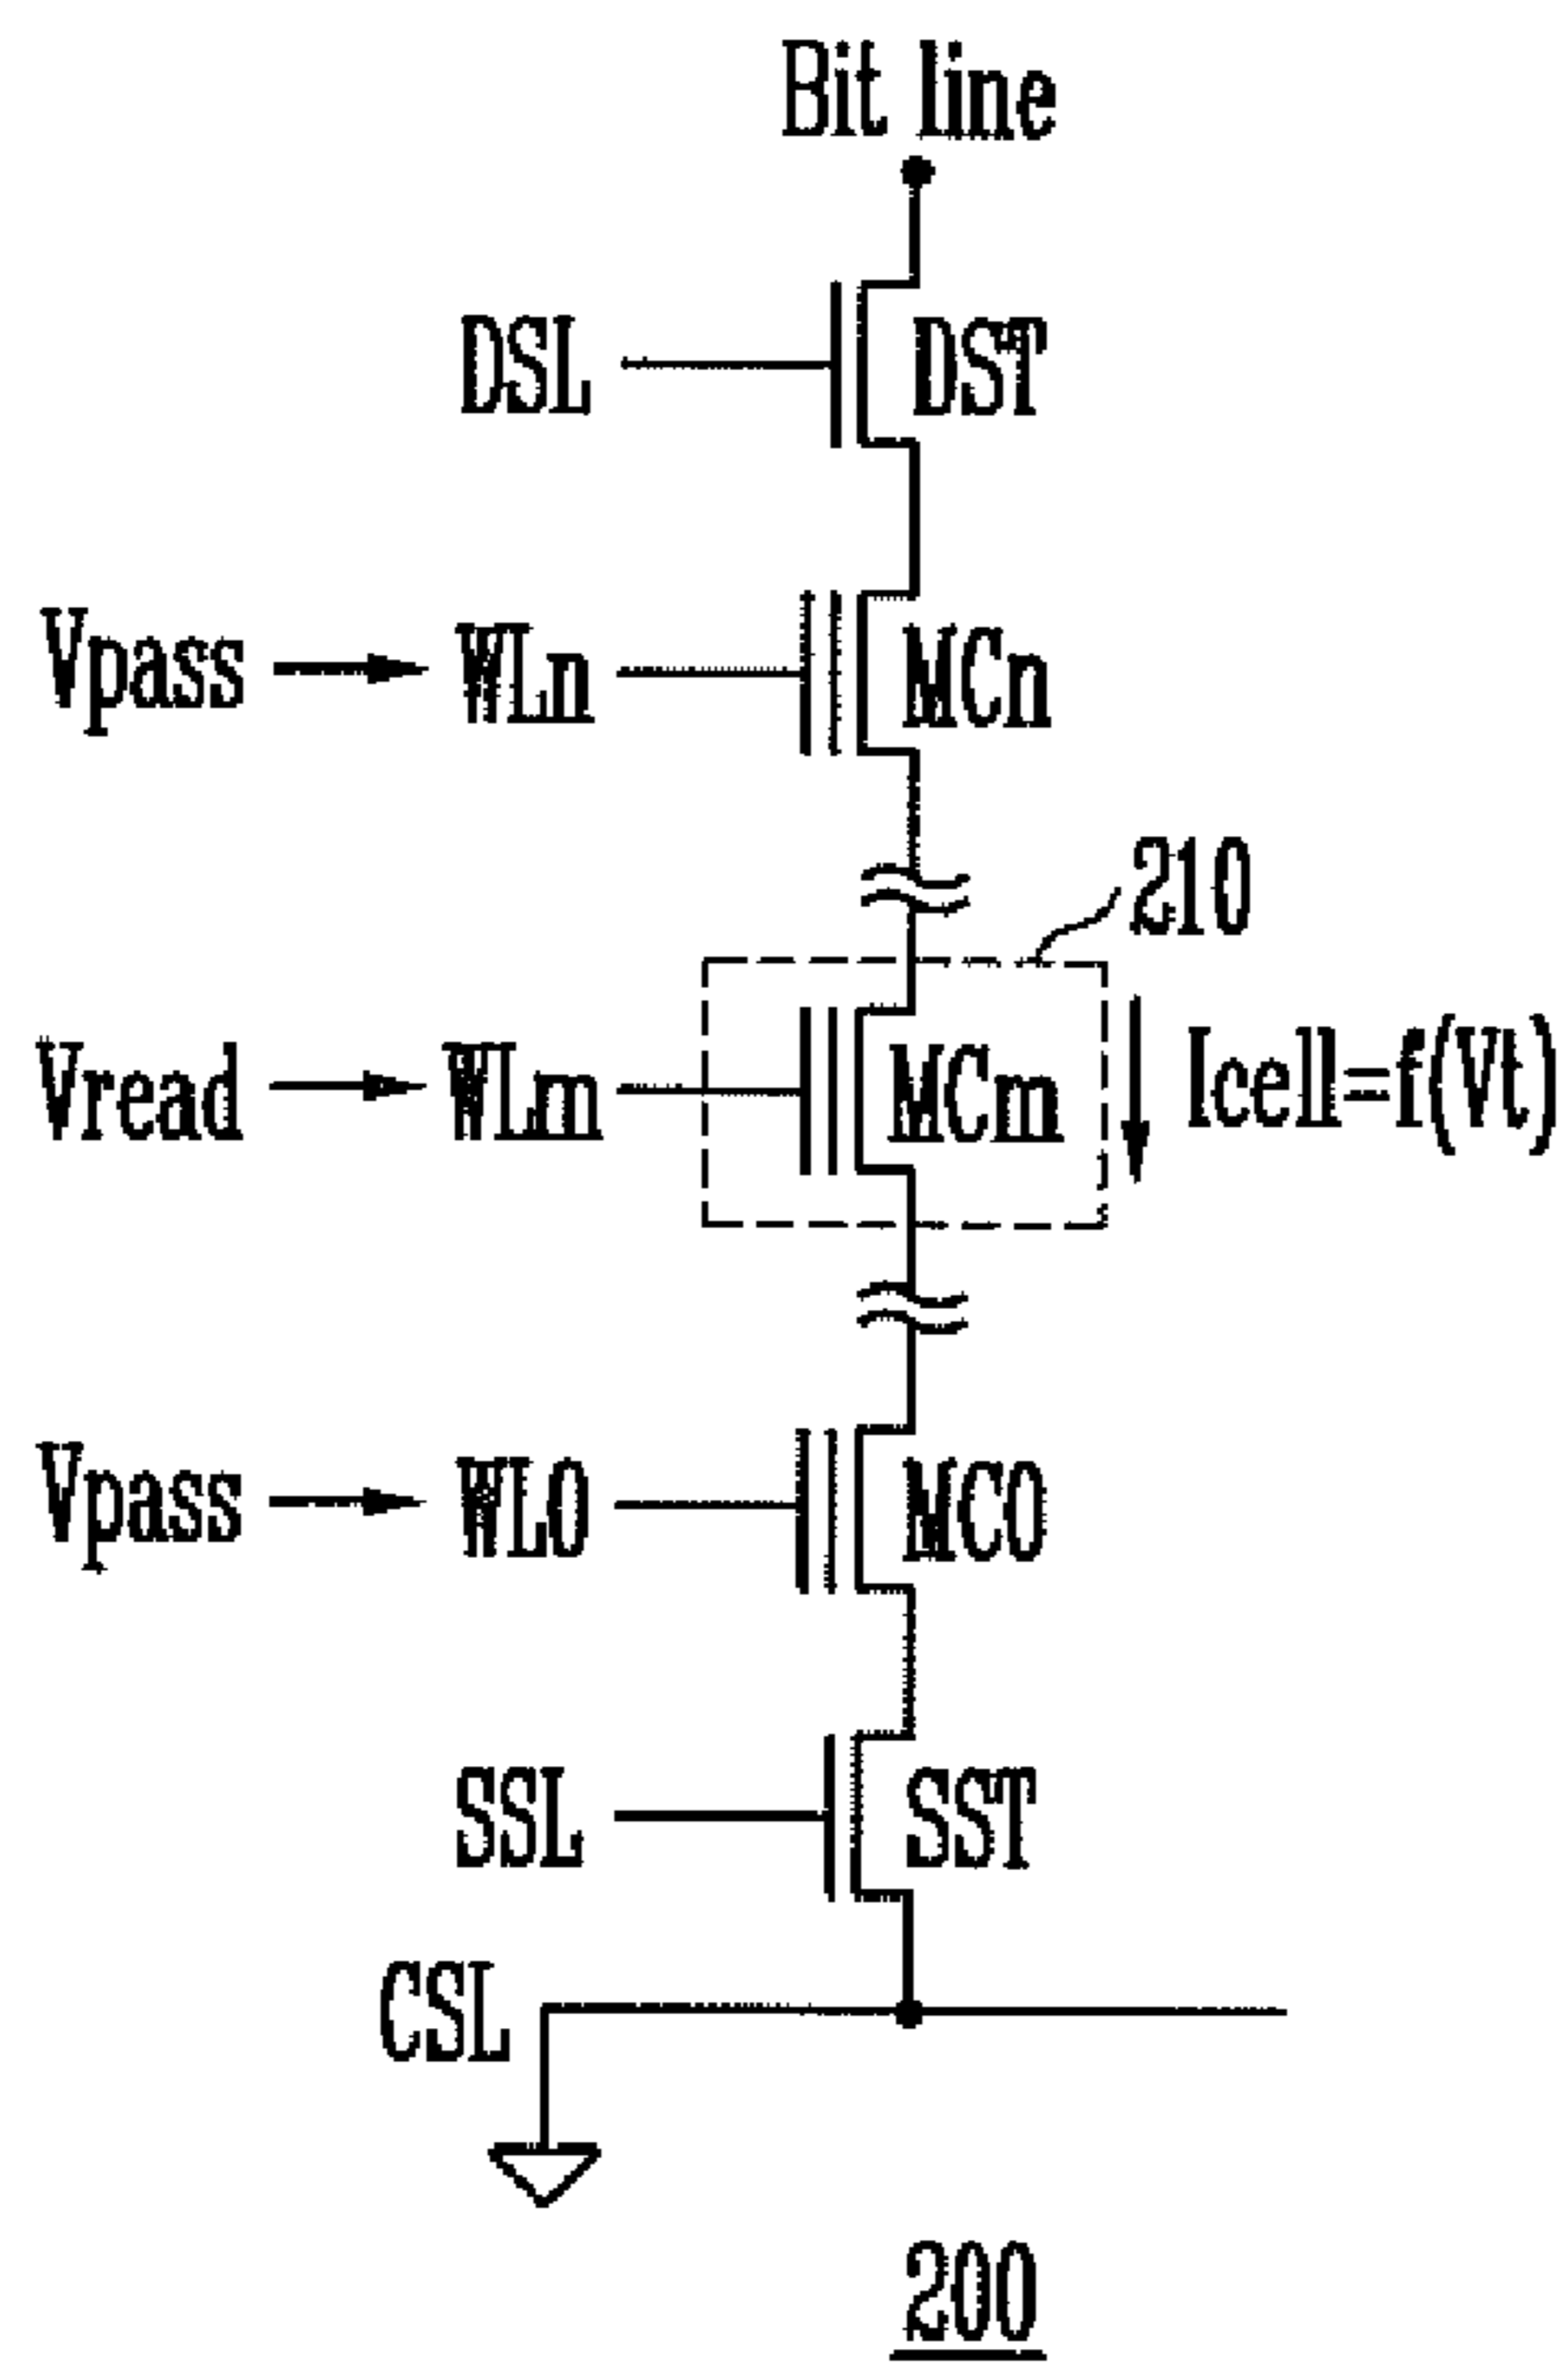 Bit line
DSL DST
Vpass WLn MCn
210
Vread WLm MCm Icell=f(Vt)
Vpass WL0 MC0
SSL SST
CSL
200